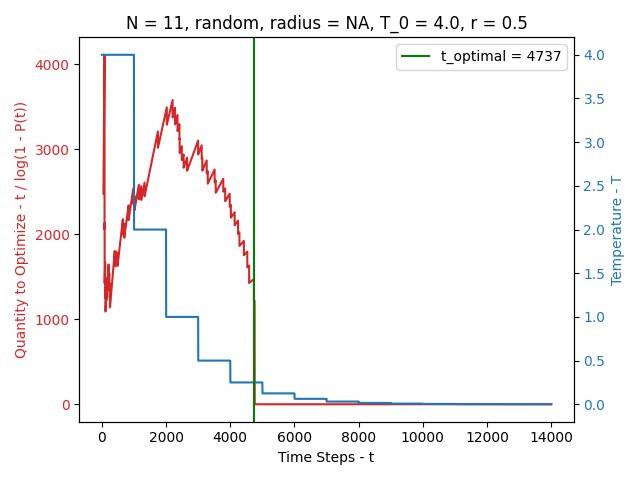 N = 11, random, radius = NA, T_0 = 4.0, r = 0.5
t_optimal = 4737
Quantity to Optimize - t / log(1 - P(t))
4000
3000
2000
1000
0
4.0
3.5
3.0
2.5
2.0
1.5
1.0
0.5
0.0
Temperature - T
0 2000 4000 6000 8000 10000 12000 14000
Time Steps - t